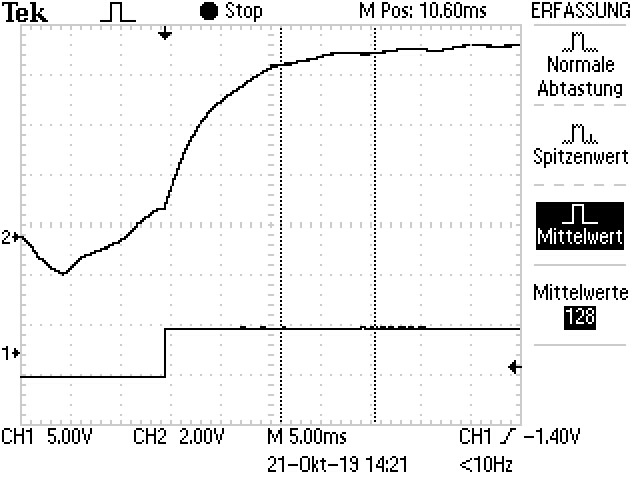 Tek Stop M Pos: 10.60ms ERFASSUNG
Normale
Abtastung
Spitzenwert
Mittelwert
Mittelwerte
128
2
1
CH1 5.00V CH2 2.00V M 5.00ms CH1 -1.40V
21-Okt-19 14:21 <10Hz